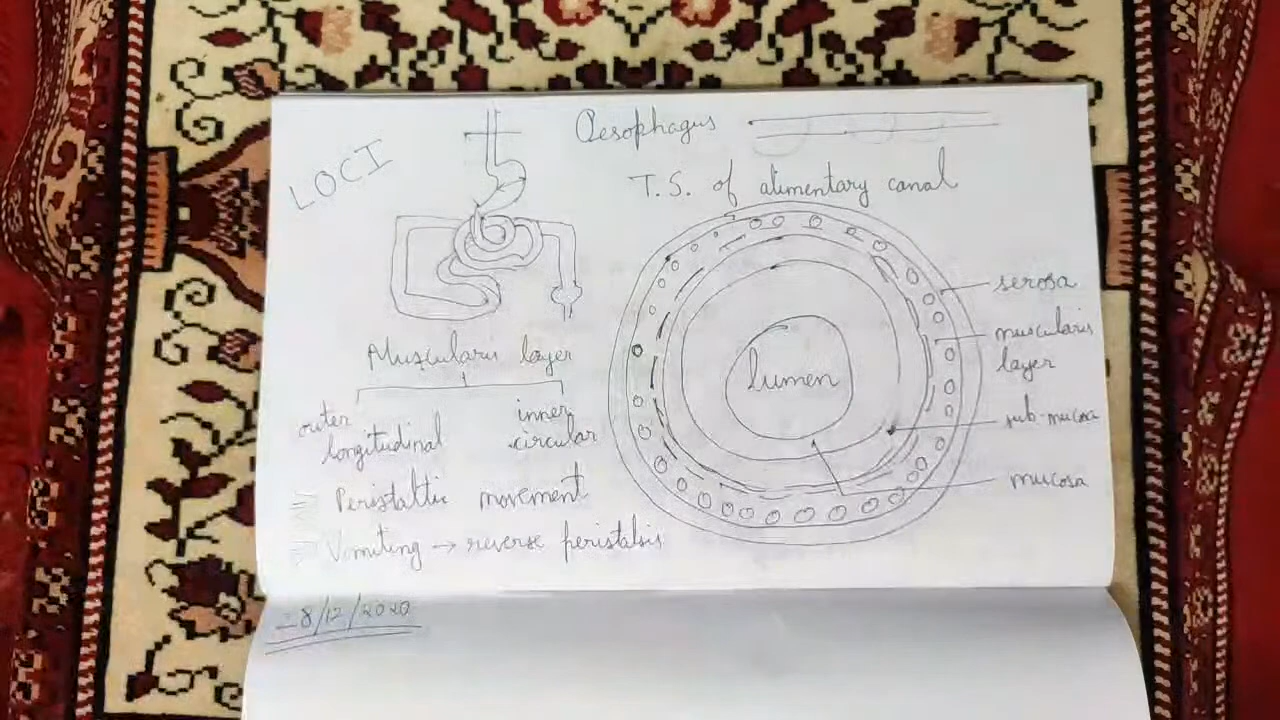 LOCI
Oesophagus
T.S. of alimentary canal
serosa
muscularis
layer
sub-mucosa
mucosa
lumen
Muscularis layer
outer
longitudinal
inner
circular
Peristaltic movement
Vomiting → reverse peristalsis
8/12/2020